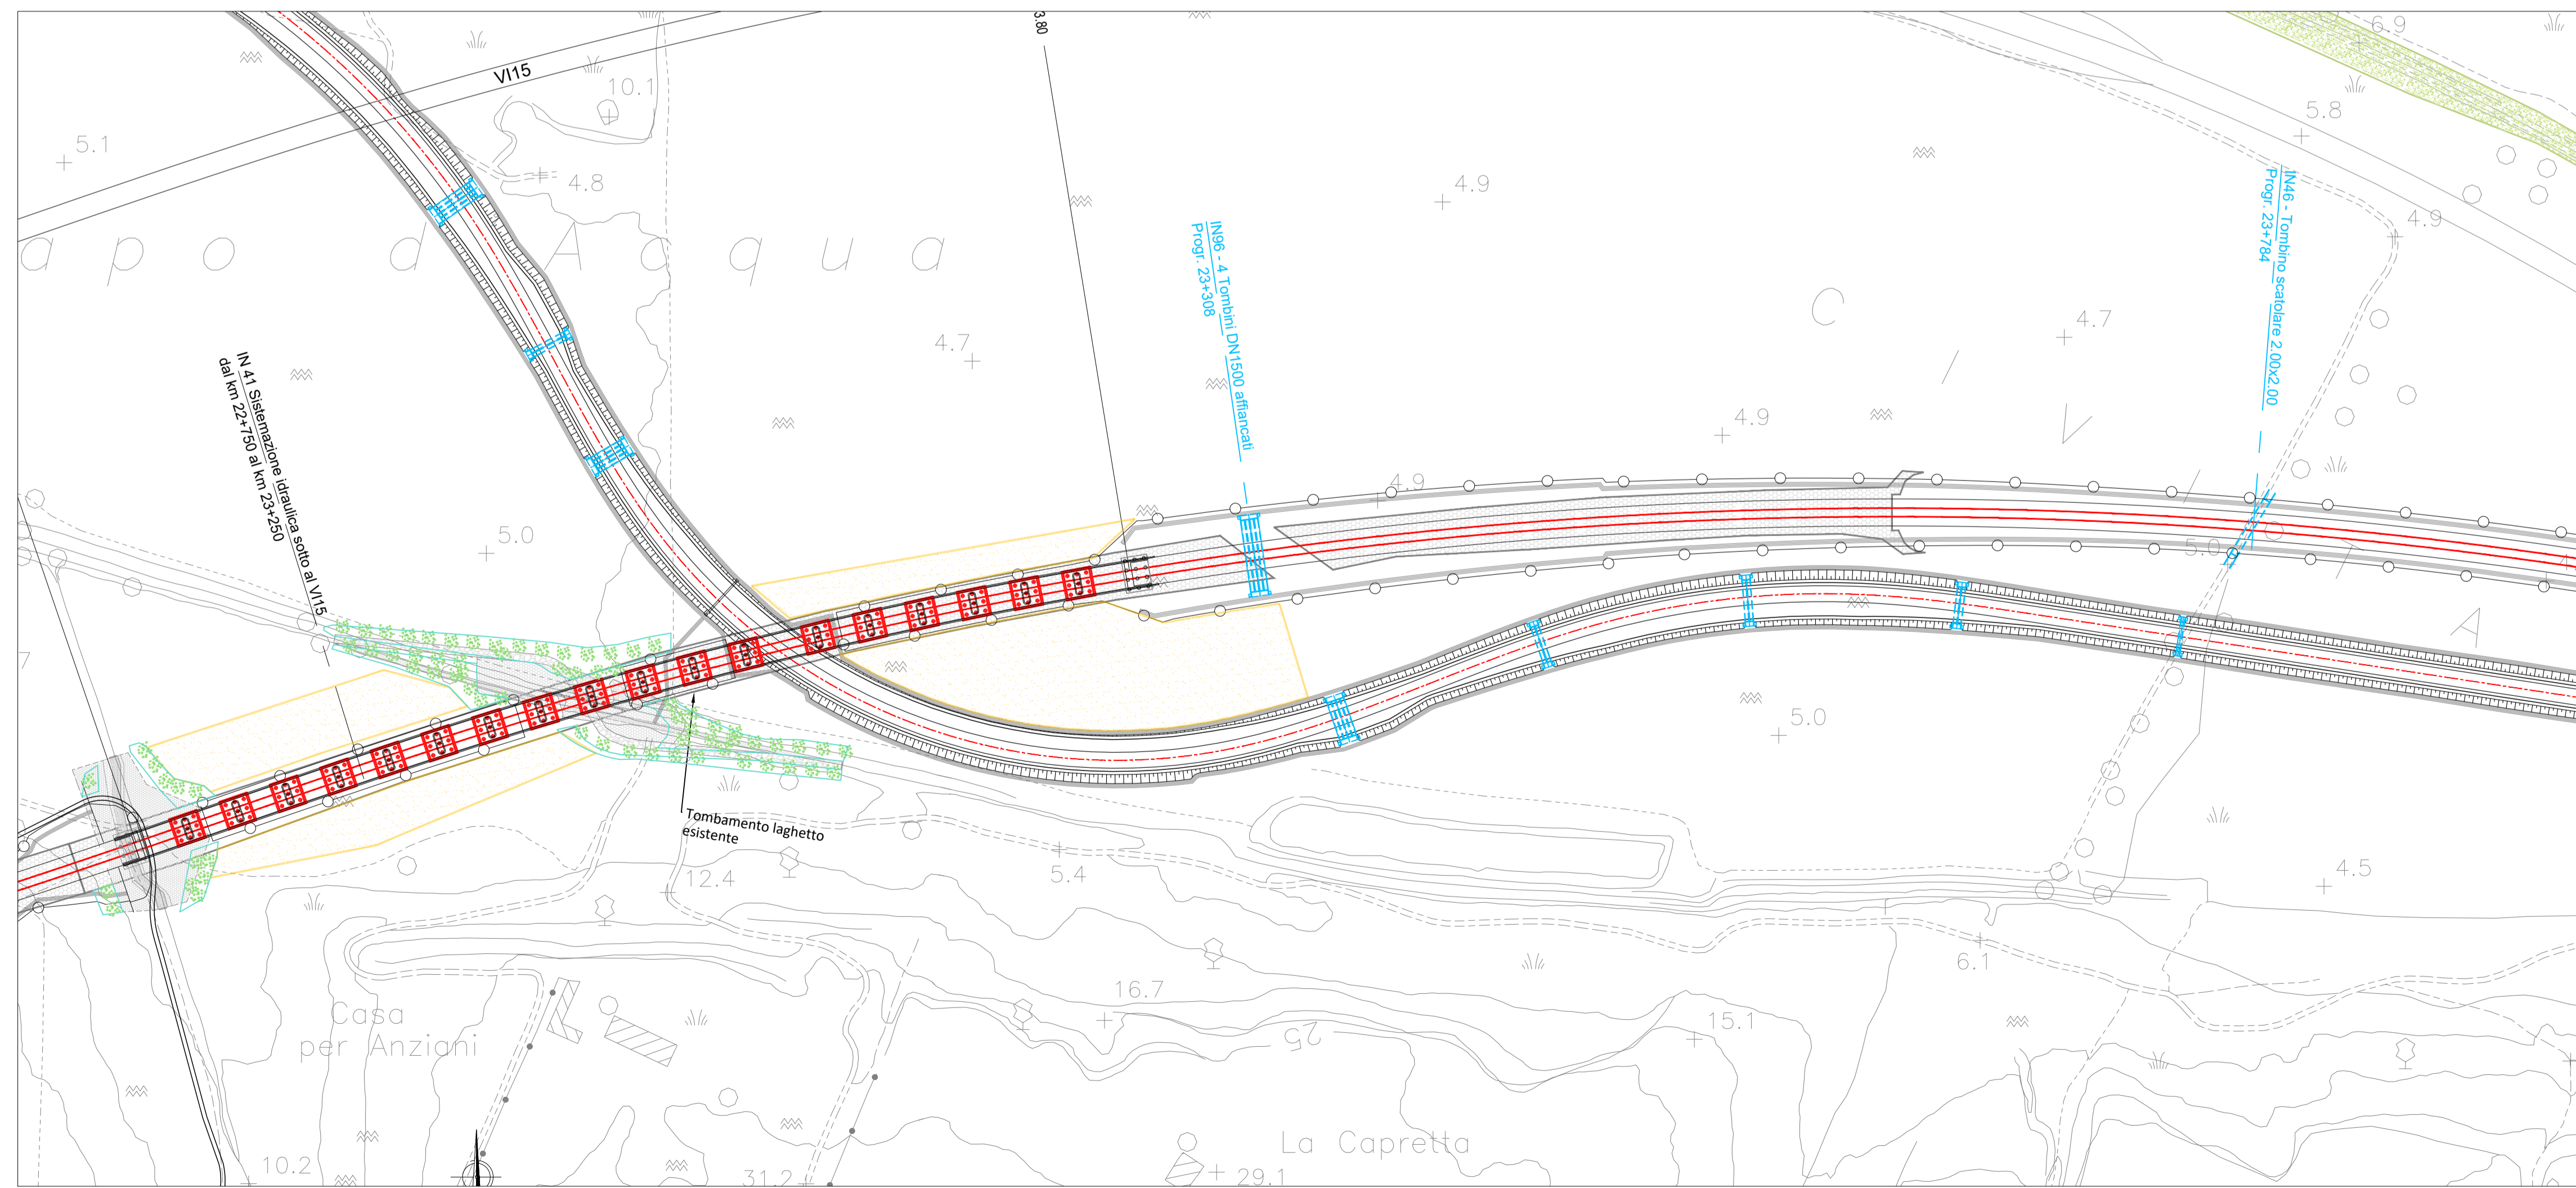 3.80
VI15
6.9
5.8
10.1
5.1
4.8
4.9
4.9
IN46 - Tombino scatolare 2.00x2.00
Progr. 23+784
IN96 - 4 Tombini DN1500 affiancati
Progr. 23+308
apo d'Acqua
C
4.7
4.7
IN 41 Sistemazione idraulica sotto al VI15
dal km 22+750 al km 23+250
4.9
V
4.9
5.0
5.0
7
A
5.0
Tombamento laghetto
esistente
12.4
5.4
4.5
6.1
Casa
per Anziani
16.7
25
15.1
La Capretta
10.2
31.2
29.1